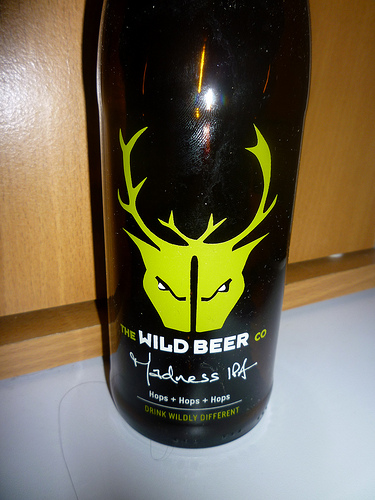 THE WILD BEER CO
Madness IPA
Hops + Hops + Hops
DRINK WILDLY DIFFERENT